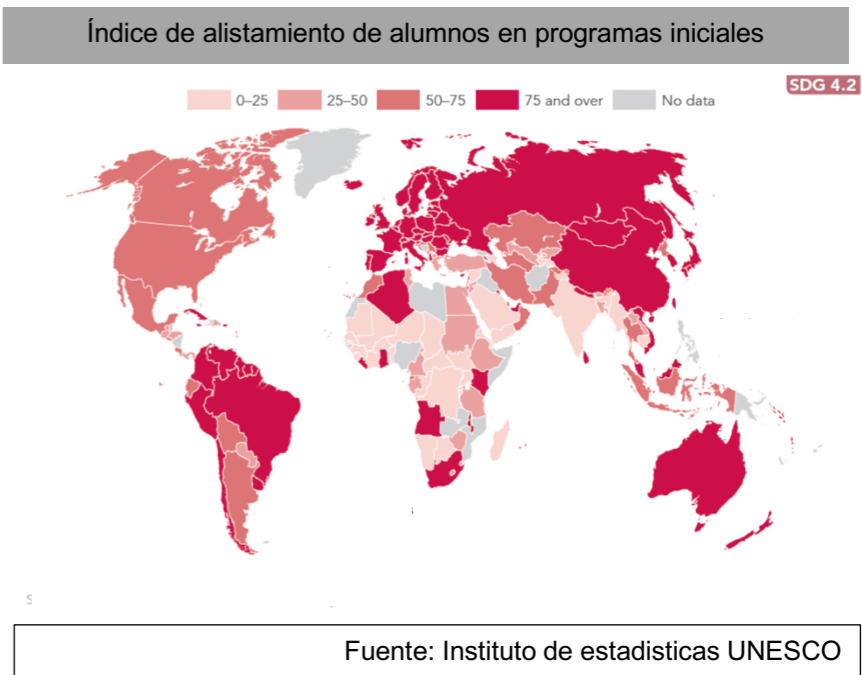 Índice de alistamiento de alumnos en programas iniciales
SDG 4.2
0–25 25–50 50–75 75 and over No data
Fuente: Instituto de estadisticas UNESCO